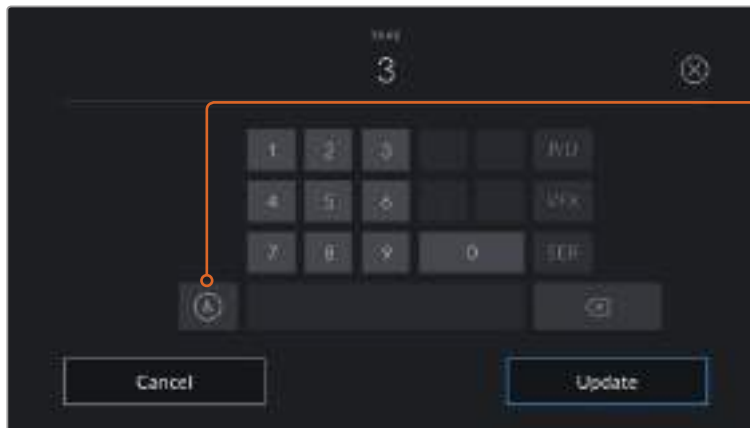 TAKE
3
1 2 3 P/U
4 5 6 VFX
7 8 9 0 SER
A
Cancel Update